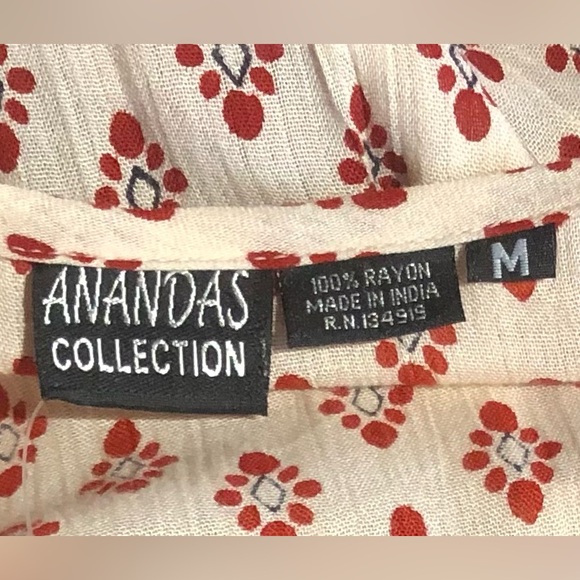 ANANDAS
COLLECTION
100% RAYON
MADE IN INDIA
R.N.134919
M